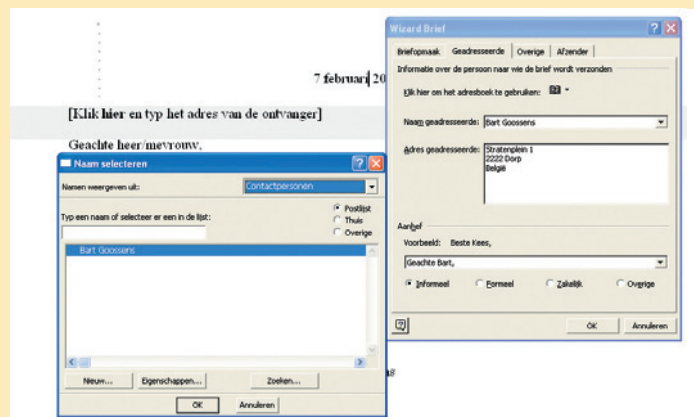 7 februari 20
[Klik hier en typ het adres van de ontvanger]
Geachte heer/mevrouw,
Naam selecteren
Namen weergeven uit:
Contactpersonen
Typ een naam of selecteer er een in de lijst:
Postlijst
Thuis
Overige
Bart Goossens
Nieuw...
Eigenschappen...
Zoeken...
OK
Annuleren
Wizard Brief
Briefopmaak
Geadresseerde
Overige
Afzender
Informatie over de persoon naar wie de brief wordt verzonden
Klik hier om het adresboek te gebruiken:
Naam geadresseerde:
Bart Goossens
Adres geadresseerde:
Stratenplein 1
2222 Dorp
België
Aanhef
Voorbeeld: Beste Kees,
Geachte Bart,
Informeel
Formeel
Zakelijk
Overige
OK
Annuleren